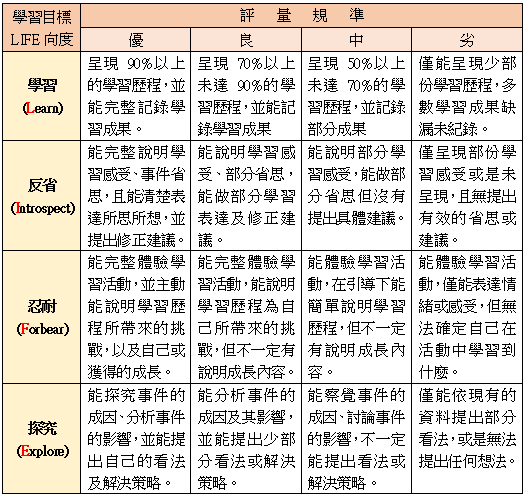 學習目標
LIFE 向度
評 量 規 準
優
良
中
劣
學習
(Learn)
呈現 90%以上
的學習歷程，並
能完整記錄學
習成果。
呈現 70%以上
未達 90%的學
習歷程，並能記
錄學習成果
呈現 50%以上
未達 70%的學
習歷程，並記錄
部分成果
僅能呈現少部
份學習歷程，多
數學習成果缺
漏未紀錄。
反省
(Introspect)
能完整說明學
習感受、事件省
思，且能清楚表
達所思所想，並
提出修正建議。
能說明學習感
受、部分省思，
能做部分學習
表達及修正建
議。
能說明部分學
習感受，能做部
分省思但沒有
提出具體建議。
僅呈現部份學
習感受或是未
呈現，且無提出
有效的省思或
建議。
忍耐
(Forbear)
能完整體驗學
習活動，並主動
能說明學習歷
程所帶來的挑
戰，以及自己或
獲得的成長。
能完整體驗學
習活動，能說明
學習歷程為自
己所帶來的挑
戰，但不一定有
說明成長內容。
能體驗學習活
動，在引導下能
簡單說明學習
歷程，但不一定
有說明成長內
容。
能體驗學習活
動，僅能表達情
緒或感受，但無
法確定自己在
活動中學習到
什麼。
探究
(Explore)
能探究事件的
成因、分析事件
的影響，並能提
出自己的看法
及解決策略。
能分析事件的
成因及其影響，
並能提出少部
分看法或解決
策略。
能察覺事件的
成因、討論事件
的影響，不一定
能提出看法或
解決策略。
僅能依現有的
資料提出部分
看法，或是無法
提出任何想法。